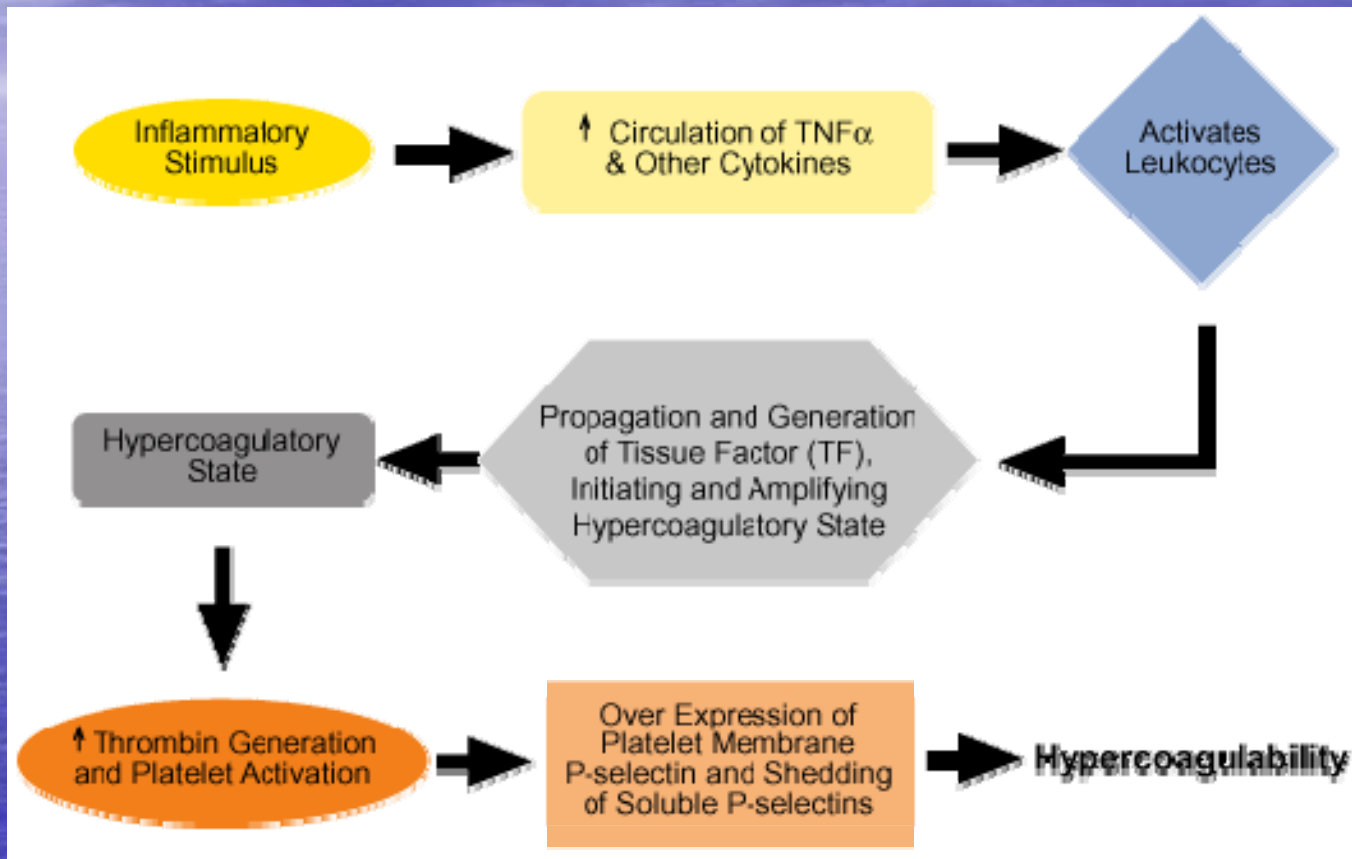 Inflammatory
Stimulus
↑ Circulation of TNFα
& Other Cytokines
Activates
Leukocytes
Propagation and Generation
of Tissue Factor (TF),
Initiating and Amplifying
Hypercoagulatory State
Hypercoagulatory
State
↑ Thrombin Generation
and Platelet Activation
Over Expression of
Platelet Membrane
P-selectin and Shedding
of Soluble P-selectins
Hypercoagulability